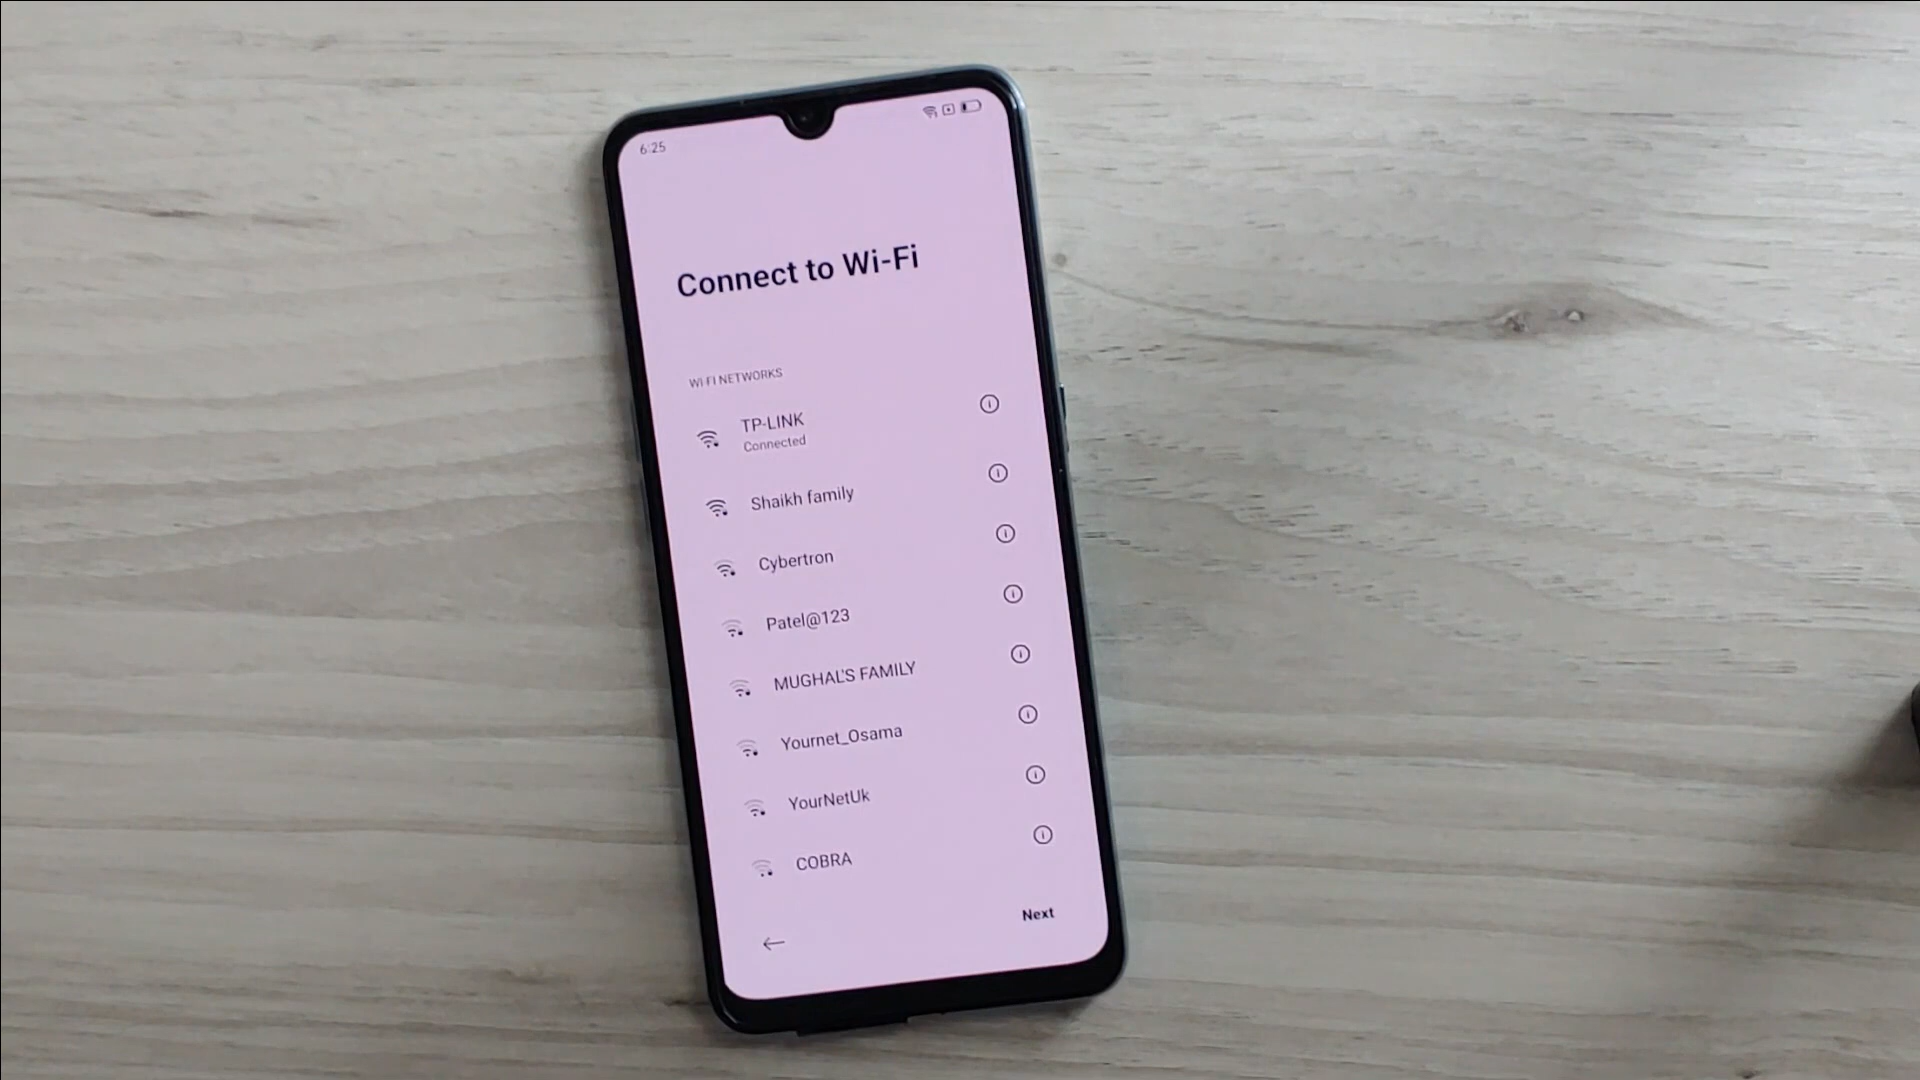 6:25
Connect to Wi-Fi
WI FI NETWORKS
TP-LINK
Connected
Shaikh family
Cybertron
Patel@123
MUGHAL'S FAMILY
Yournet_Osama
YourNetUk
COBRA
Next